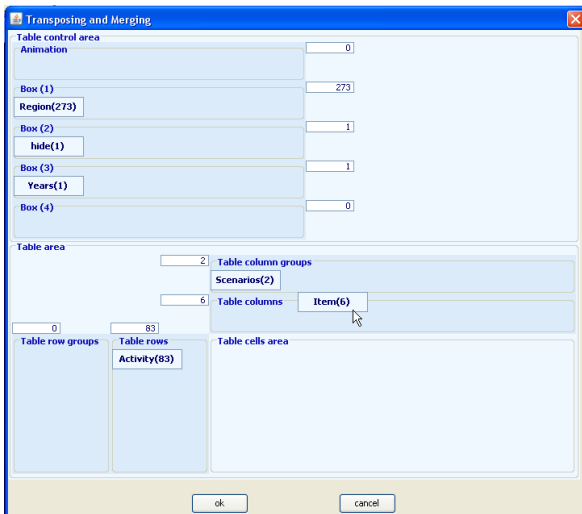 Transposing and Merging
Table control area
Animation
0
Box (1)
273
Region(273)
Box (2)
1
hide(1)
Box (3)
1
Years(1)
Box (4)
0
Table area
2
Table column groups
Scenarios(2)
6
Table columns
Item(6)
0
83
Table row groups
Table rows
Table cells area
Activity(83)
ok
cancel